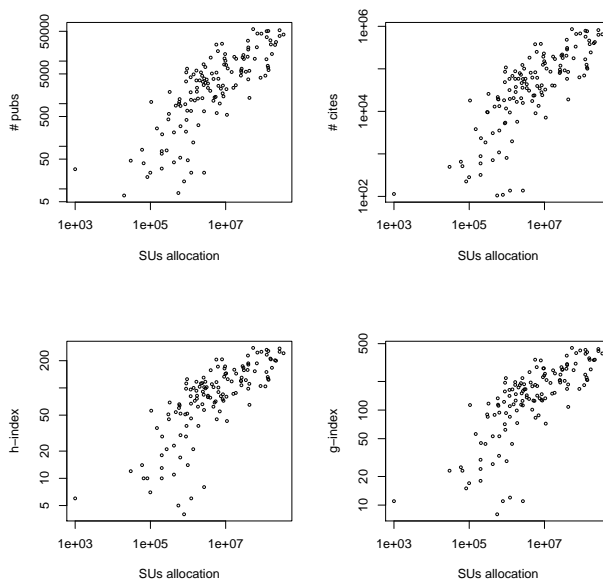 # pubs
50000
5000
500
50
5
1e+03
1e+05
1e+07
SUs allocation
# cites
1e+06
1e+04
1e+02
1e+03
1e+05
1e+07
SUs allocation
h−index
200
50
20
10
5
1e+03
1e+05
1e+07
SUs allocation
g−index
500
200
100
50
20
10
1e+03
1e+05
1e+07
SUs allocation